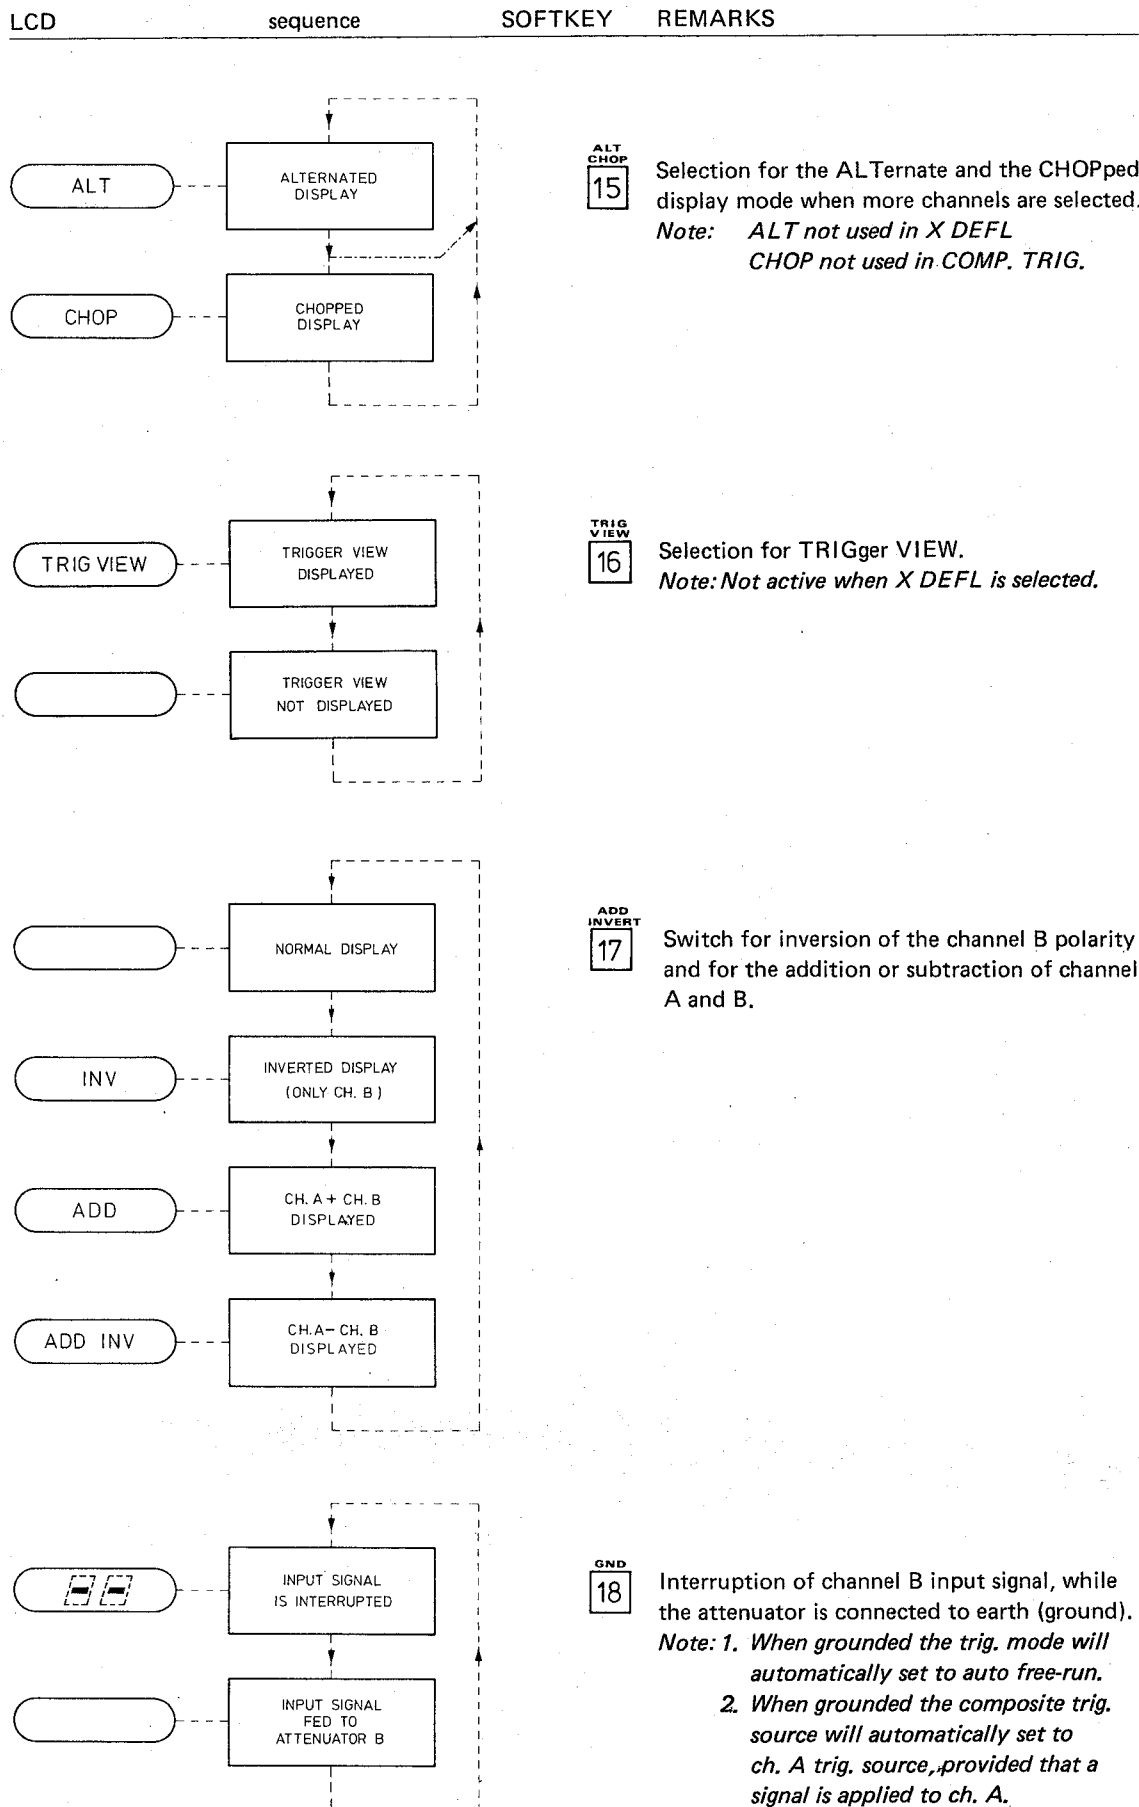 LCD sequence SOFTKEY REMARKS
ALT
ALTERNATED
DISPLAY
CHOP
CHOPPED
DISPLAY
ALT
CHOP
15
Selection for the ALTernate and the CHOPped
display mode when more channels are selected.
Note: ALT not used in X DEFL
CHOP not used in COMP. TRIG.
TRIG VIEW
TRIGGER VIEW
DISPLAYED
TRIGGER VIEW
NOT DISPLAYED
TRIG
VIEW
16
Selection for TRIGger VIEW.
Note: Not active when X DEFL is selected.
NORMAL DISPLAY
INV
INVERTED DISPLAY
(ONLY CH. B)
ADD
CH. A + CH. B
DISPLAYED
ADD INV
CH.A - CH. B
DISPLAYED
ADD
INVERT
17
Switch for inversion of the channel B polarity
and for the addition or subtraction of channel
A and B.
INPUT SIGNAL
IS INTERRUPTED
INPUT SIGNAL
FED TO
ATTENUATOR B
GND
18
Interruption of channel B input signal, while
the attenuator is connected to earth (ground).
Note: 1. When grounded the trig. mode will
automatically set to auto free-run.
2. When grounded the composite trig.
source will automatically set to
ch. A trig. source, provided that a
signal is applied to ch. A.